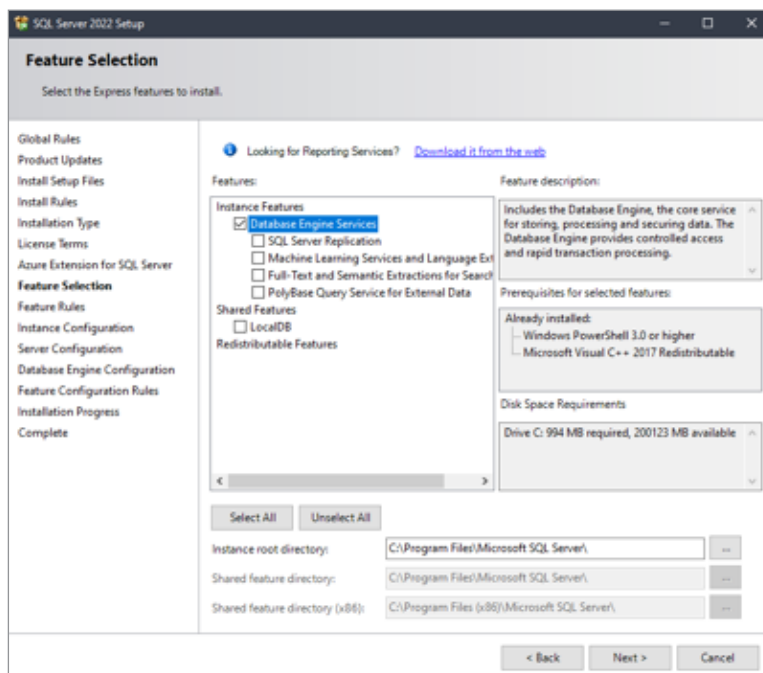 SQL Server 2022 Setup
Feature Selection
Select the Express features to install.
Global Rules
Product Updates
Install Setup Files
Install Rules
Installation Type
License Terms
Azure Extension for SQL Server
Feature Selection
Feature Rules
Instance Configuration
Server Configuration
Database Engine Configuration
Feature Configuration Rules
Installation Progress
Complete
Looking for Reporting Services? Download it from the web
Features:
Instance Features
Database Engine Services
SQL Server Replication
Machine Learning Services and Language Ext
Full-Text and Semantic Extractions for Search
PolyBase Query Service for External Data
Shared Features
LocalDB
Redistributable Features
Feature description:
Includes the Database Engine, the core service
for storing, processing and securing data. The
Database Engine provides controlled access
and rapid transaction processing.
Prerequisites for selected features:
Already installed:
Windows PowerShell 3.0 or higher
Microsoft Visual C++ 2017 Redistributable
Disk Space Requirements
Drive C: 994 MB required, 200123 MB available
Select All
Unselect All
Instance root directory: C:\Program Files\Microsoft SQL Server\
...
Shared feature directory: C:\Program Files\Microsoft SQL Server\
...
Shared feature directory (x86): C:\Program Files (x86)\Microsoft SQL Server\
...
< Back
Next >
Cancel